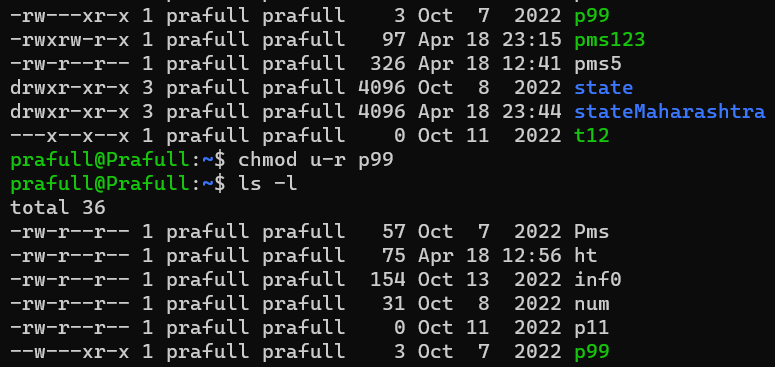 -rw---xr-x 1 prafull prafull    3 Oct  7  2022 p99
-rwxrw-r-x 1 prafull prafull   97 Apr 18 23:15 pms123
-rw-r--r-- 1 prafull prafull  326 Apr 18 12:41 pms5
drwxr-xr-x 3 prafull prafull 4096 Oct  8  2022 state
drwxr-xr-x 3 prafull prafull 4096 Apr 18 23:44 stateMaharashtra
---x--x--x 1 prafull prafull    0 Oct 11  2022 t12
prafull@Prafull:~$ chmod u-r p99
prafull@Prafull:~$ ls -l
total 36
-rw-r--r-- 1 prafull prafull   57 Oct  7  2022 Pms
-rw-r--r-- 1 prafull prafull   75 Apr 18 12:56 ht
-rw-r--r-- 1 prafull prafull  154 Oct 13  2022 inf0
-rw-r--r-- 1 prafull prafull   31 Oct  8  2022 num
-rw-r--r-- 1 prafull prafull    0 Oct 11  2022 p11
--w---xr-x 1 prafull prafull    3 Oct  7  2022 p99